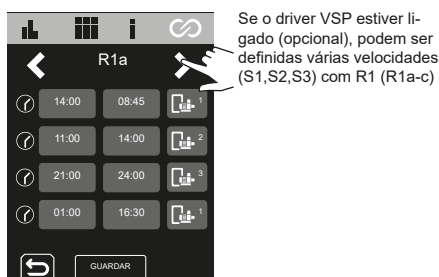 R1a
14:00 08:45 1
11:00 14:00 2
21:00 24:00 3
01:00 16:30 1
GUARDAR
Se o driver VSP estiver li-
gado (opcional), podem ser
definidas várias velocidades
(S1,S2,S3) com R1 (R1a-c)